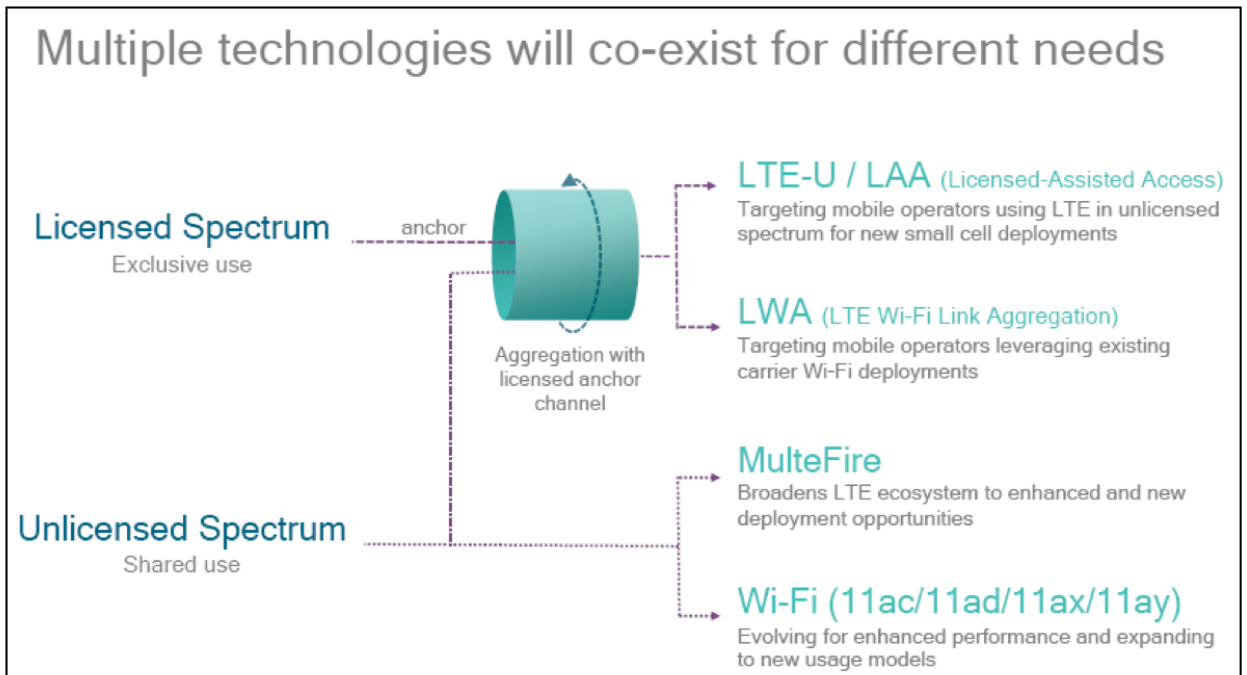 Multiple technologies will co-exist for different needs
Licensed Spectrum
Exclusive use
anchor
Aggregation with
licensed anchor
channel
LTE-U / LAA (Licensed-Assisted Access)
Targeting mobile operators using LTE in unlicensed
spectrum for new small cell deployments
LWA (LTE Wi-Fi Link Aggregation)
Targeting mobile operators leveraging existing
carrier Wi-Fi deployments
Unlicensed Spectrum
Shared use
MulteFire
Broadens LTE ecosystem to enhanced and new
deployment opportunities
Wi-Fi (11ac/11ad/11ax/11ay)
Evolving for enhanced performance and expanding
to new usage models